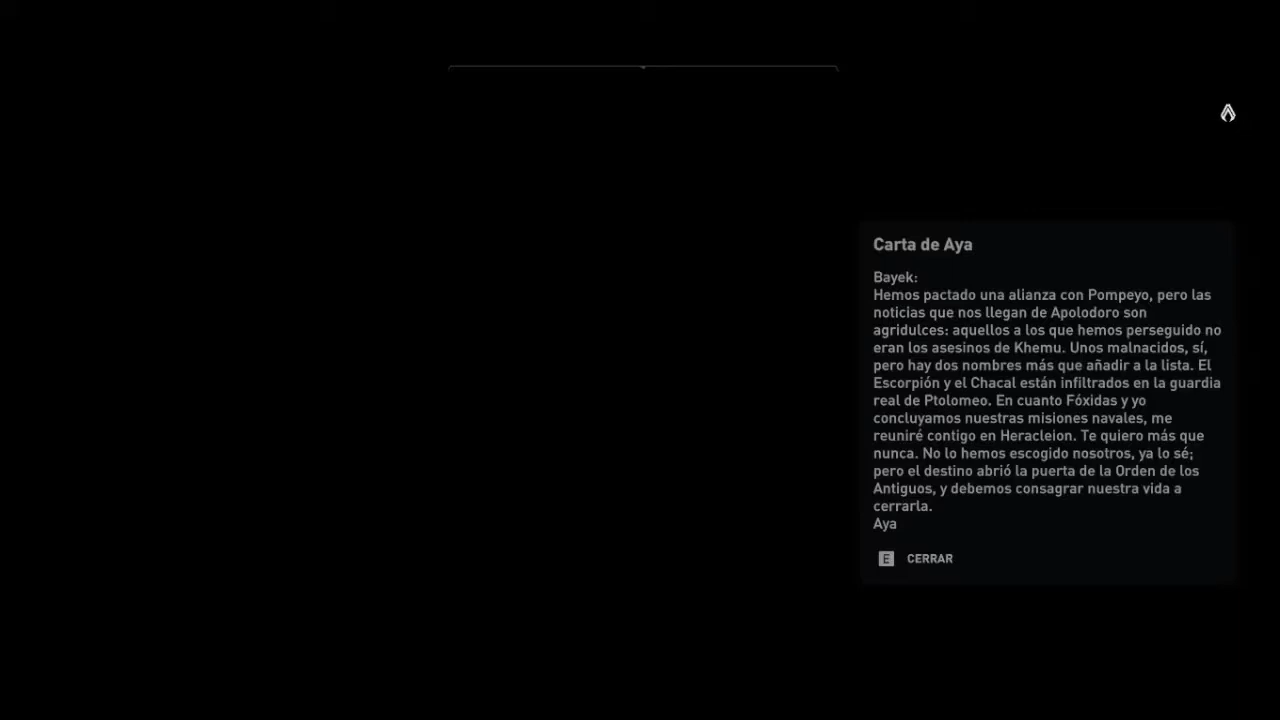 Carta de Aya
Bayek:
Hemos pactado una alianza con Pompeyo, pero las
noticias que nos llegan de Apolodoro son
agridulces: aquellos a los que hemos perseguido no
eran los asesinos de Khemu. Unos malnacidos, sí,
pero hay dos nombres más que añadir a la lista. El
Escorpión y el Chacal están infiltrados en la guardia
real de Ptolomeo. En cuanto Fóxidas y yo
concluyamos nuestras misiones navales, me
reuniré contigo en Heracleion. Te quiero más que
nunca. No lo hemos escogido nosotros, ya lo sé;
pero el destino abrió la puerta de la Orden de los
Antiguos, y debemos consagrar nuestra vida a
cerrarla.
Aya
E CERRAR